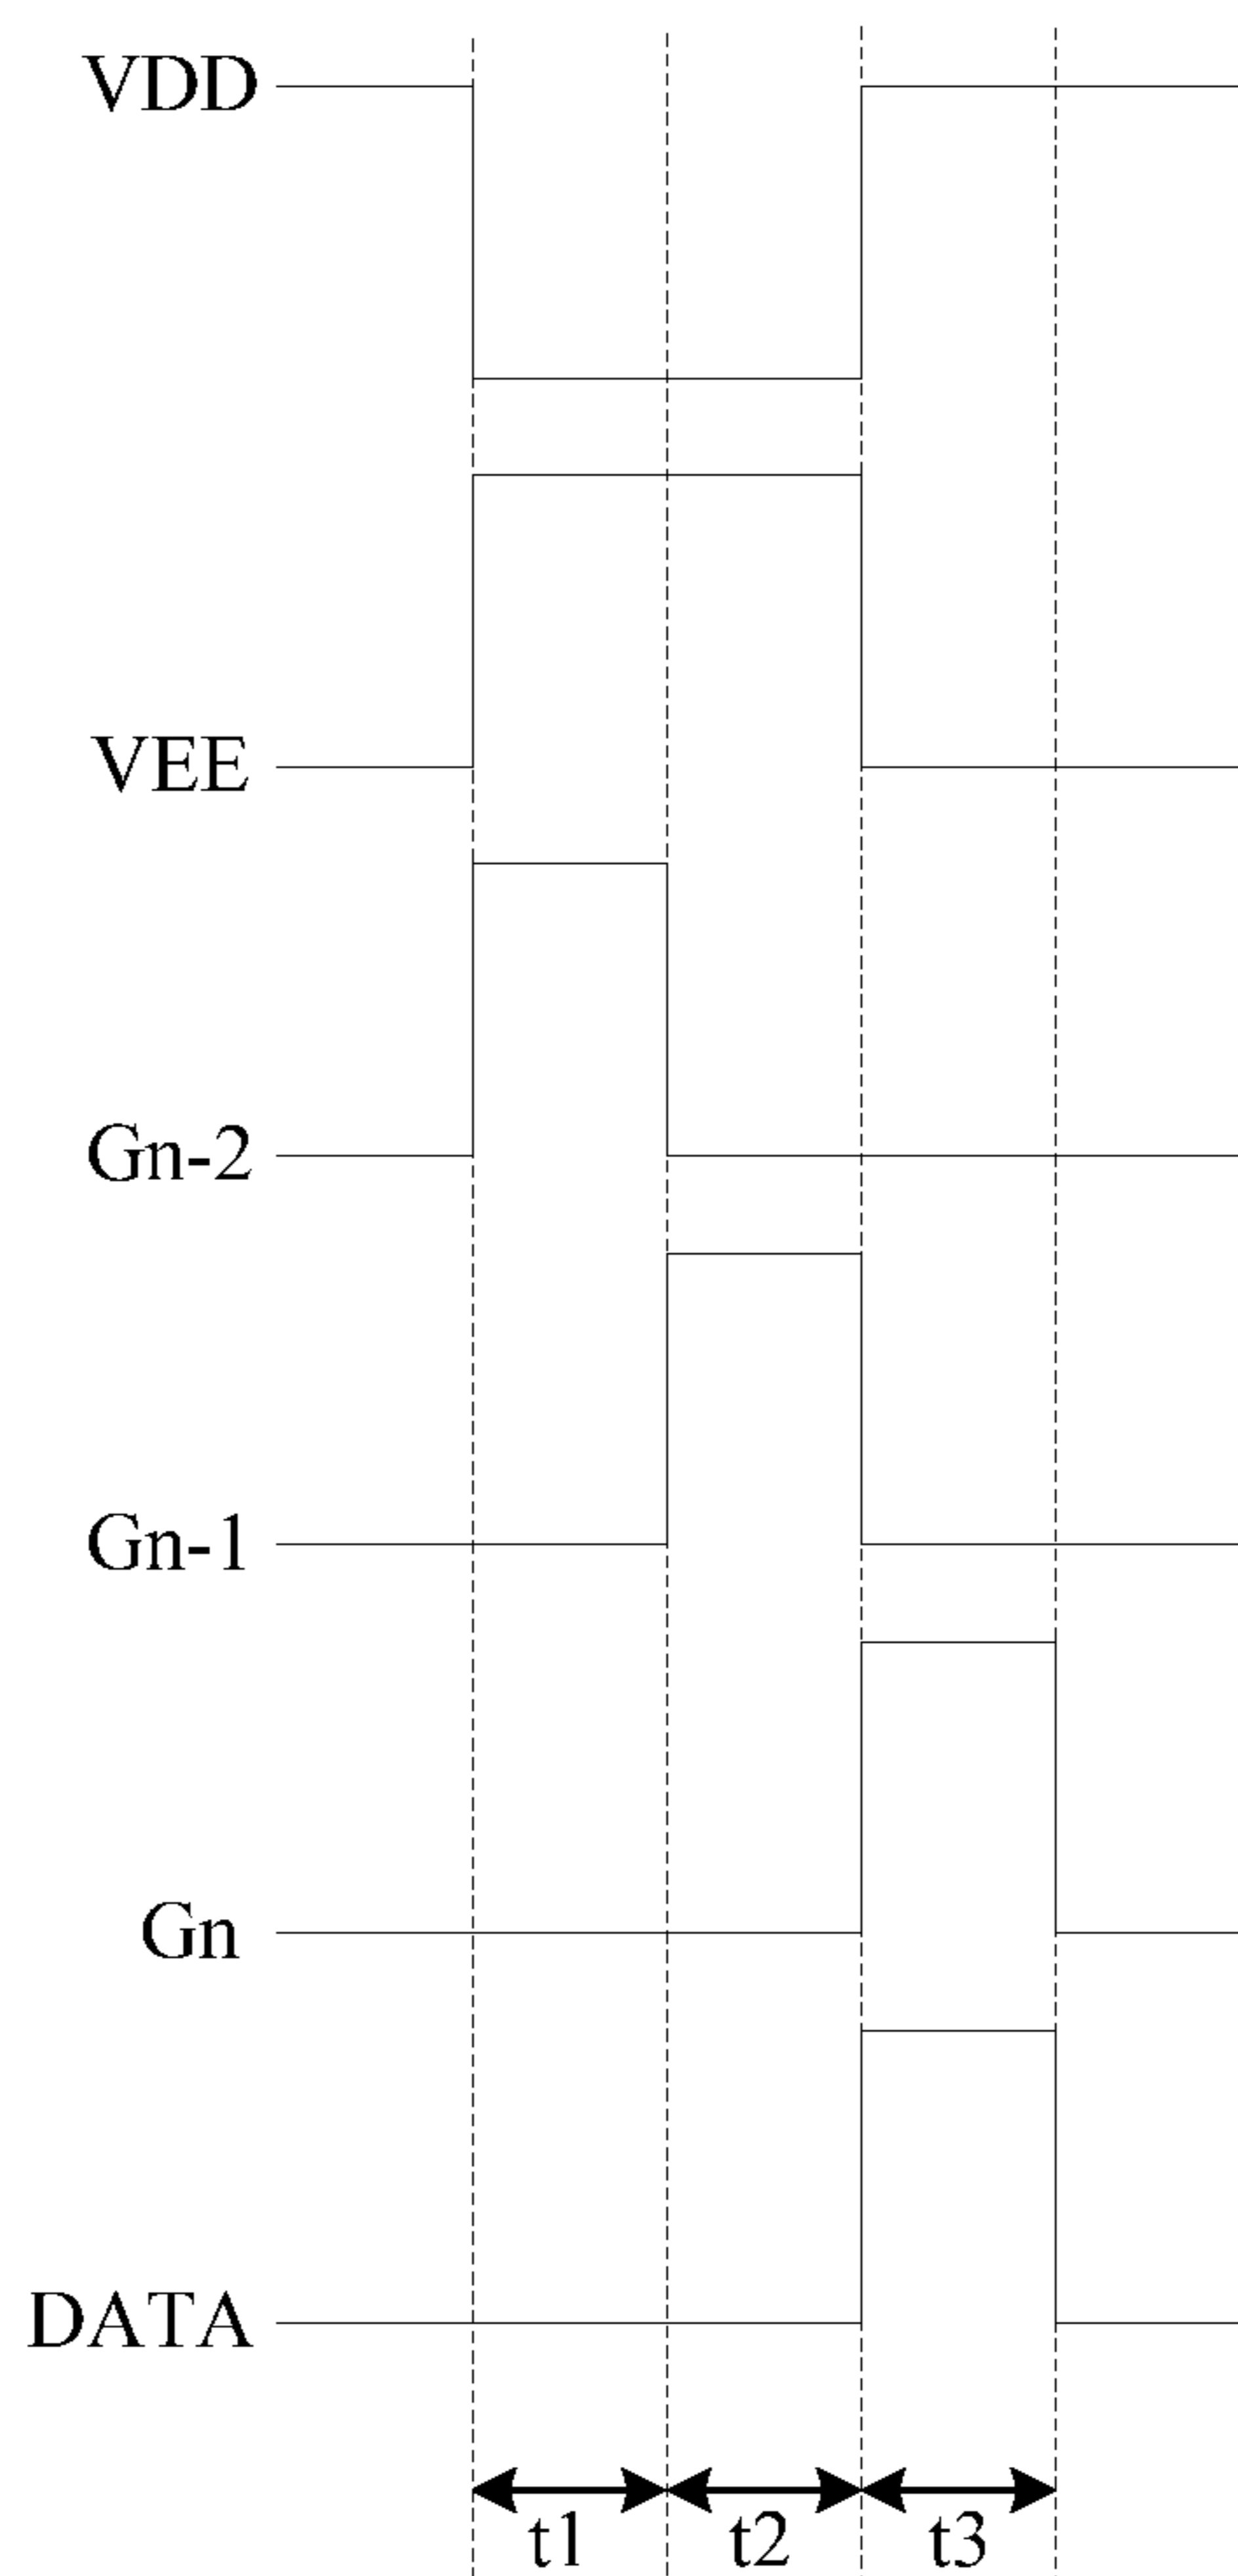 VDD
VEE
Gn-2
Gn-1
Gn
DATA
t1 t2 t3